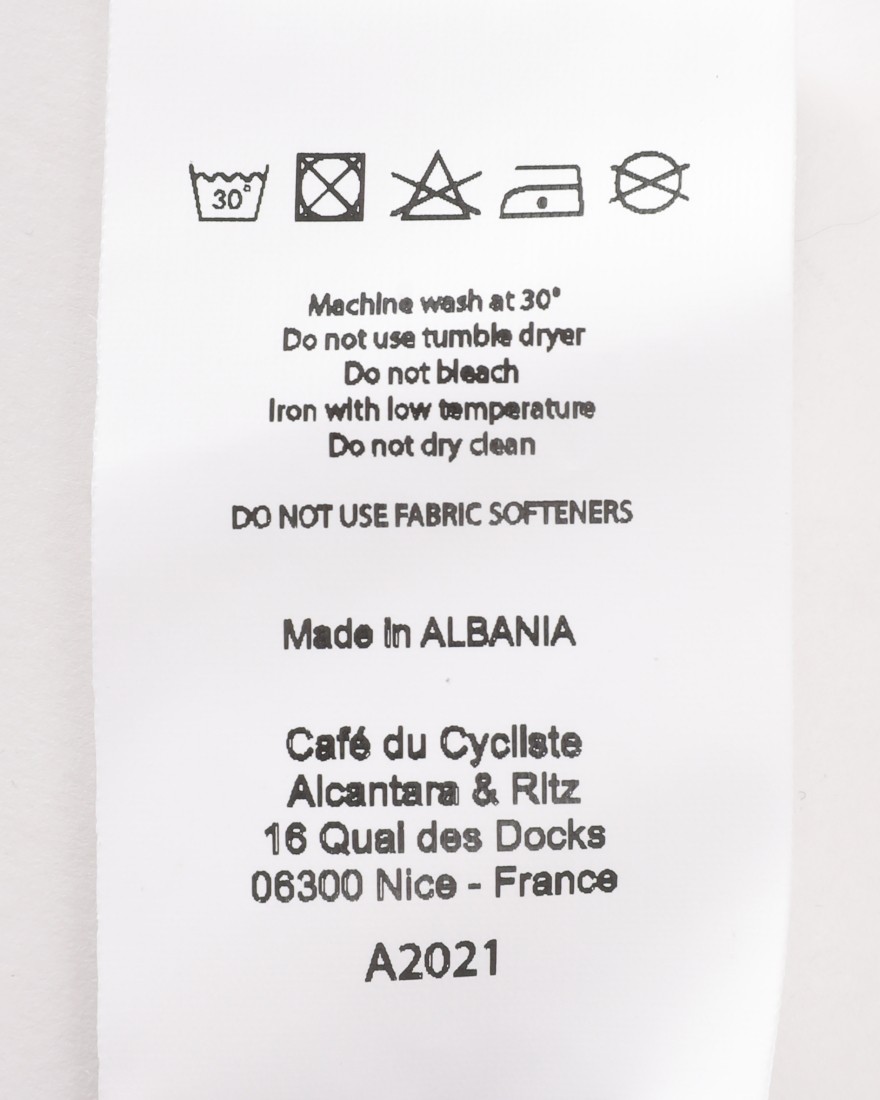 30°
Machine wash at 30°
Do not use tumble dryer
Do not bleach
Iron with low temperature
Do not dry clean
DO NOT USE FABRIC SOFTENERS
Made in ALBANIA
Café du Cycliste
Alcantara & Ritz
16 Quai des Docks
06300 Nice - France
A2021